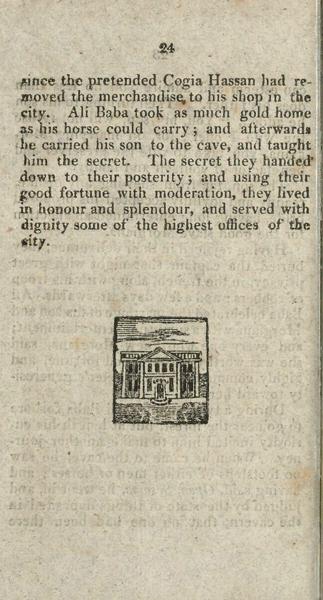 24
since the pretended Cogia Hassan had re-
moved the merchandise to his shop in the
city. Ali Baba took as much gold home
as his horse could carry; and afterwards
he carried his son to the cave, and taught
him the secret. The secret they handed
down to their posterity; and using their
good fortune with moderation, they lived
in honour and splendour, and served with
dignity some of the highest offices of the
city.